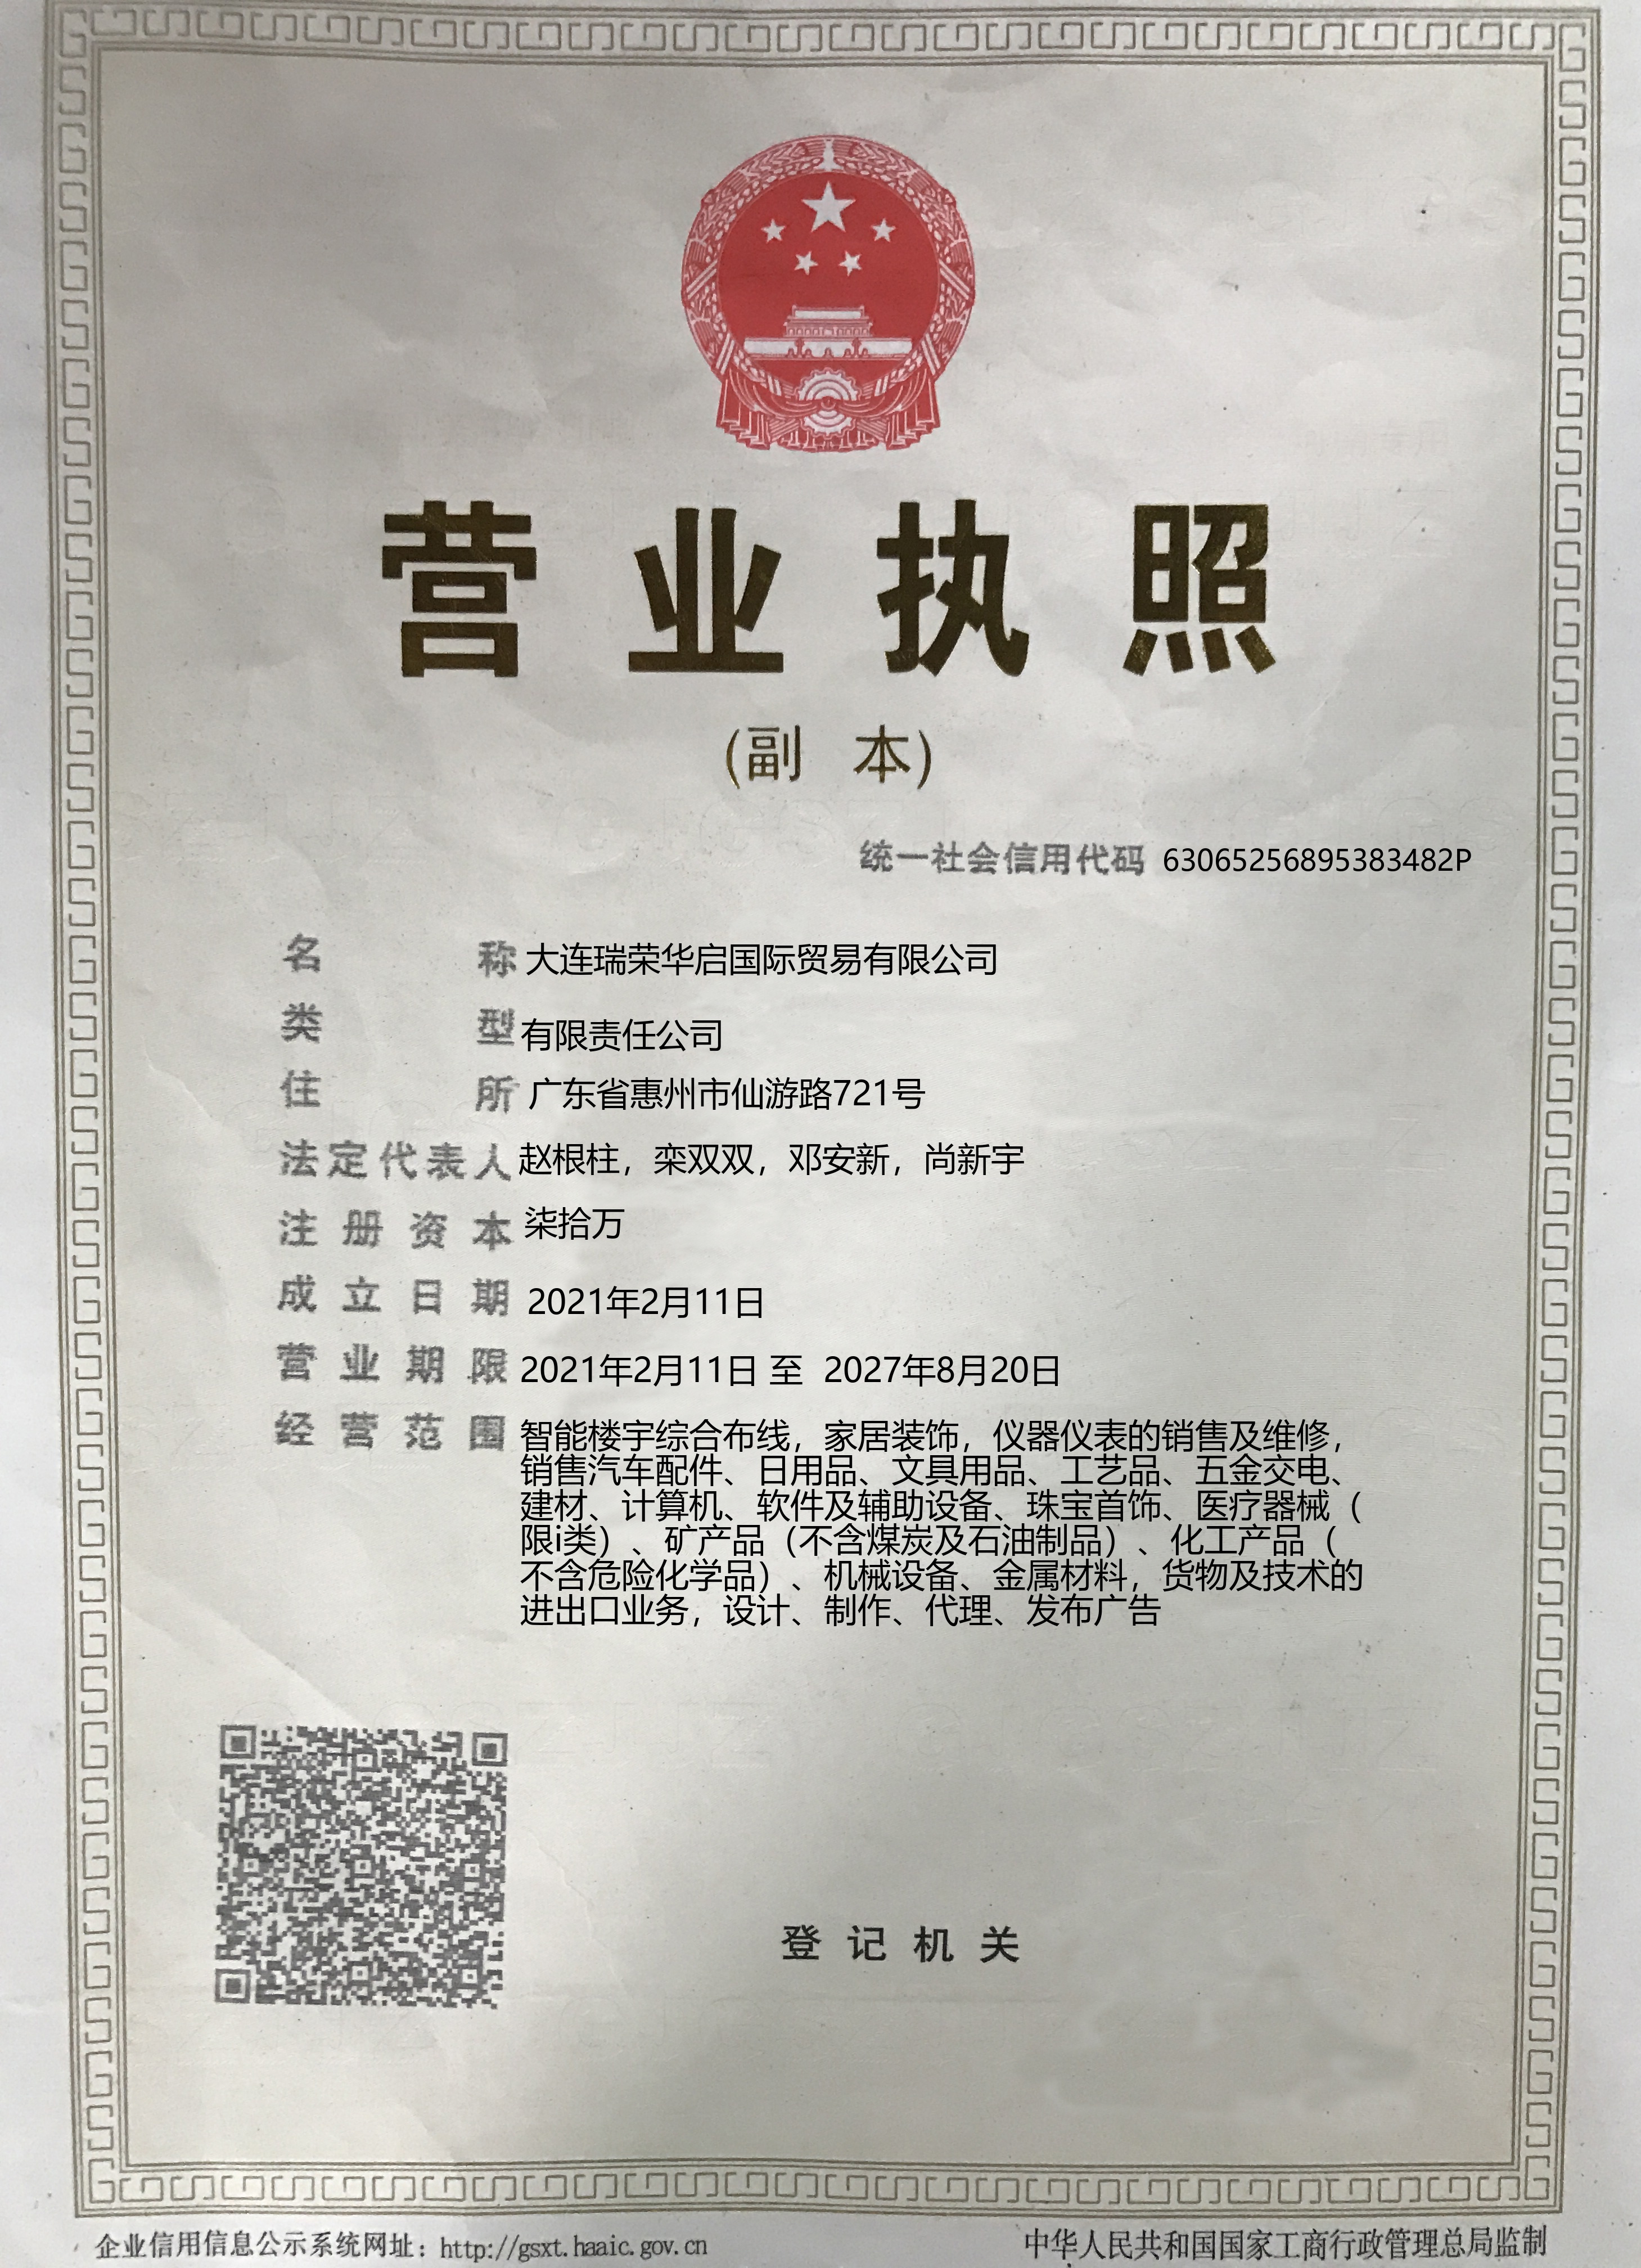 营业执照
(副 本)
统一社会信用代码 63065256895383482P
名 称 大连瑞荣华启国际贸易有限公司
类 型 有限责任公司
住 所 广东省惠州市仙游路721号
法定代表人 赵根柱，栾双双，邓安新，尚新宇
注册资本 柒拾万
成立日期 2021年2月11日
营业期限 2021年2月11日 至 2027年8月20日
经营范围 智能楼宇综合布线，家居装饰，仪器仪表的销售及维修，
销售汽车配件、日用品、文具用品、工艺品、五金交电、
建材、计算机、软件及辅助设备、珠宝首饰、医疗器械（
限i类）、矿产品（不含煤炭及石油制品）、化工产品（
不含危险化学品）、机械设备、金属材料，货物及技术的
进出口业务，设计、制作、代理、发布广告
登记机关
企业信用信息公示系统网址：http://gsxt.haaic.gov.cn
中华人民共和国国家工商行政管理总局监制